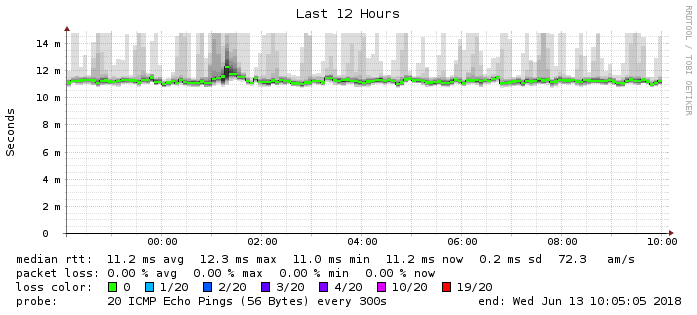 Last 12 Hours
RRDTOOL / TOBI OETIKER
Seconds
14 m
12 m
10 m
8 m
6 m
4 m
2 m
0
00:00 02:00 04:00 06:00 08:00 10:00
median rtt: 11.2 ms avg 12.3 ms max 11.0 ms min 11.2 ms now 0.2 ms sd 72.3 am/s
packet loss: 0.00 % avg 0.00 % max 0.00 % min 0.00 % now
loss color: 0 1/20 2/20 3/20 4/20 10/20 19/20
probe: 20 ICMP Echo Pings (56 Bytes) every 300s end: Wed Jun 13 10:05:05 2018